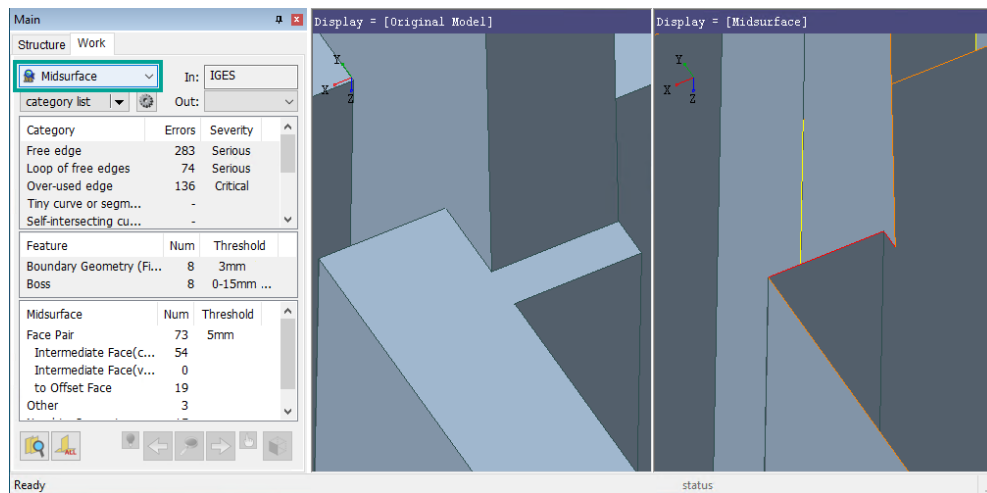 Main
Display = [Original Model]
Display = [Midsurface]
Structure Work
Midsurface In: IGES
category list Out:
Category Errors Severity
Free edge 283 Serious
Loop of free edges 74 Serious
Over-used edge 136 Critical
Tiny curve or segm... -
Self-intersecting cu... -
Feature Num Threshold
Boundary Geometry (Fi... 8 3mm
Boss 8 0-15mm ...
Midsurface Num Threshold
Face Pair 73 5mm
Intermediate Face(c... 54
Intermediate Face(v... 0
to Offset Face 19
Other 3
ALL
Y
X
Z
Y
X
Z
Ready
status